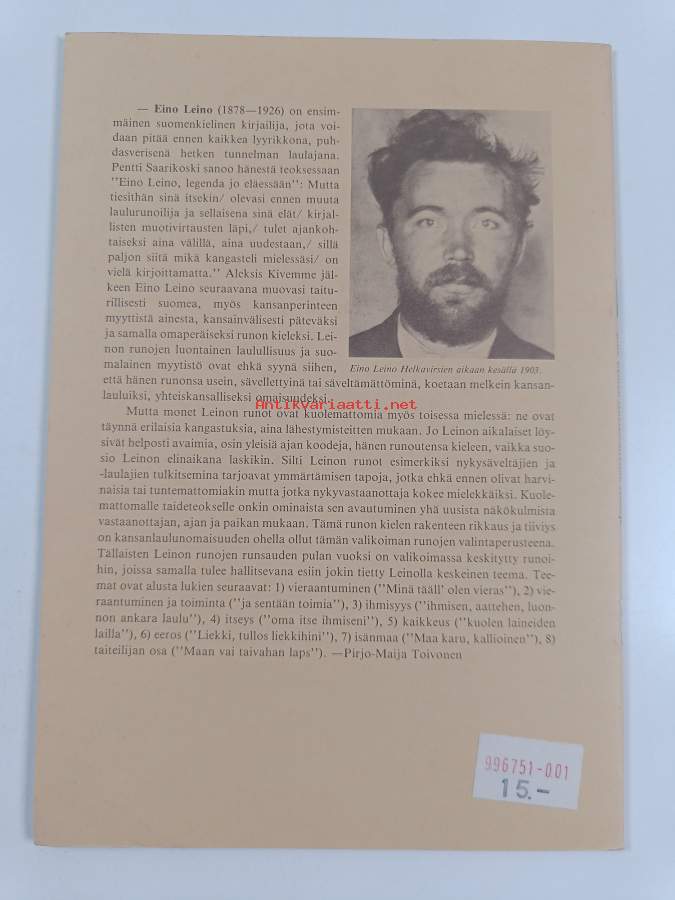 — Eino Leino (1878—1926) on ensim-
mäinen suomenkielinen kirjailija, jota voi-
daan pitää ennen kaikkea lyyrikkona, puh-
dasverisenä hetken tunnelman laulajana.
Pentti Saarikoski sanoo hänestä teoksessaan
"Eino Leino, legenda jo eläessään": Mutta
tiesithän sinä itsekin/ olevasi ennen muuta
laulurunoilija ja sellaisena sinä elät/ kirjal-
listen muotivirtausten läpi,/ tulet ajankoh-
taiseksi aina välillä, aina uudestaan,/ sillä
paljon siitä mikä kangasteli mielessäsi/ on
vielä kirjoittamatta." Aleksis Kivemme jäl-
keen Eino Leino seuraavana muovasi taitu-
rillisesti suomea, myös kansanperinteen
myyttistä ainesta, kansainvälisesti päteväksi
ja samalla omaperäiseksi runon kieleksi. Lei-
non runojen luontainen laulullisuus ja suo-
malainen myytistö ovat ehkä syynä siihen,
että hänen runonsa usein, sävellettyinä tai säveltämättöminä, koetaan melkein kansan-
lauluiksi, yhteiskansalliseksi omaisuudeksi.
Eino Leino Helkavirsien aikaan kesällä 1903.
Antikvariaatti.net
Mutta monet Leinon runot ovat kuolemattomia myös toisessa mielessä: ne ovat
täynnä erilaisia kangastuksia, aina lähestymisteitten mukaan. Jo Leinon aikalaiset löy-
sivät helposti avaimia, osin yleisiä ajan koodeja, hänen runoutensa kieleen, vaikka suo-
sio Leinon elinaikana laskikin. Silti Leinon runot esimerkiksi nykysäveltäjien ja
-laulajien tulkitsemina tarjoavat ymmärtämisen tapoja, jotka ehkä ennen olivat harvi-
naisia tai tuntemattomiakin mutta jotka nykyvastaanottaja kokee mielekkäiksi. Kuole-
mattomalle taideteokselle onkin ominaista sen avautuminen yhä uusista näkökulmista
vastaanottajan, ajan ja paikan mukaan. Tämä runon kielen rakenteen rikkaus ja tiiviys
on kansanlaulunomaisuuden ohella ollut tämän valikoiman runojen valintaperusteena.
Tällaisten Leinon runojen runsauden pulan vuoksi on valikoimassa keskitytty runoi-
hin, joissa samalla tulee hallitsevana esiin jokin tietty Leinolla keskeinen teema. Tee-
mat ovat alusta lukien seuraavat: 1) vieraantuminen ("Minä tääll' olen vieras"), 2) vie-
raantuminen ja toiminta ("ja sentään toimia"), 3) ihmisyys ("ihmisen, aattehen, luon-
non ankara laulu"), 4) itseys ("oma itse ihmiseni"), 5) kaikkeus ("kuolen laineiden
lailla"), 6) eeros ("Liekki, tullos liekkihini"), 7) isänmaa ("Maa karu, kallioinen"), 8)
taiteilijan osa ("Maan vai taivahan laps"). —Pirjo-Maija Toivonen
996751-001
15.-